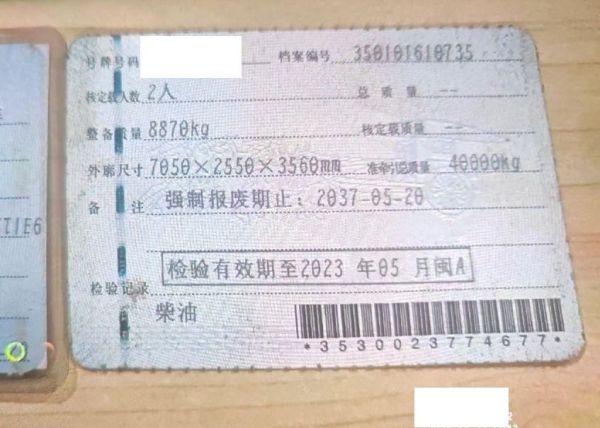 号牌号码 档案编号 350101610735
核定载人数 2人 总质量 --
整备质量 8870kg 核定载质量 --
外廓尺寸 7050×2550×3560mm 准牵引总质量 40000kg
备注 强制报废期止：2037-05-20
TIE6
检验有效期至2023 年05 月闽A
检验记录
柴油
*3530023774677*